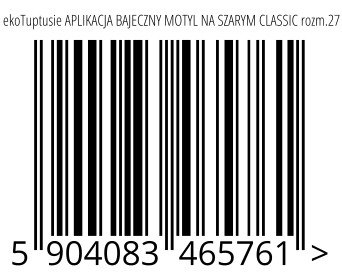 ekoTuptusie APLIKACJA BAJECZNY MOTYL NA SZARYM CLASSIC rozm.27
5 904083 465761 >